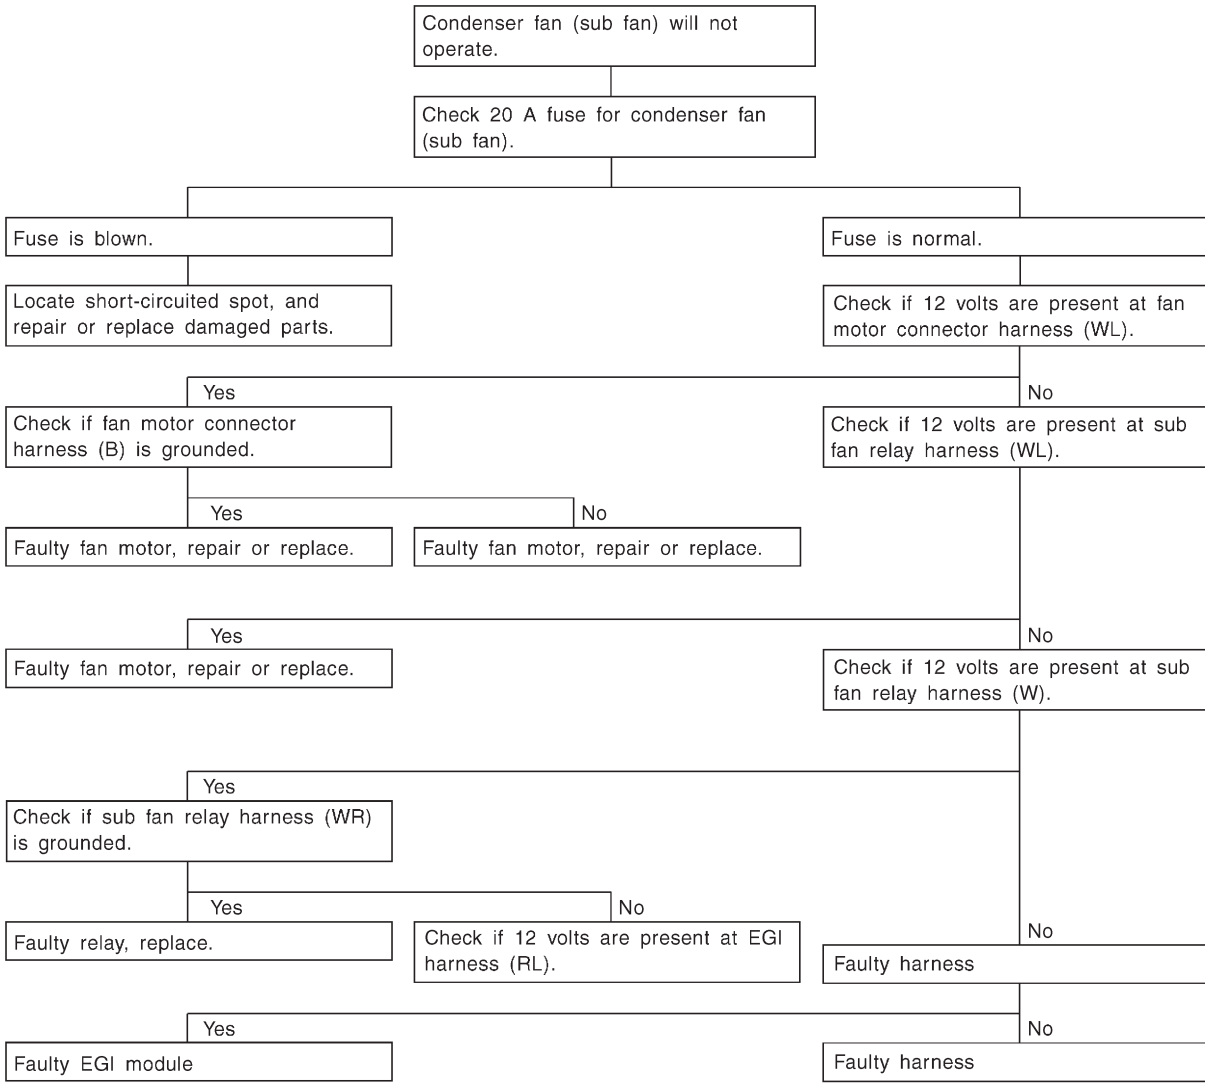 Condenser fan (sub fan) will not
operate.
Check 20 A fuse for condenser fan
(sub fan).
Fuse is blown.
Fuse is normal.
Locate short-circuited spot, and
repair or replace damaged parts.
Check if 12 volts are present at fan
motor connector harness (WL).
Yes
No
Check if fan motor connector
harness (B) is grounded.
Check if 12 volts are present at sub
fan relay harness (WL).
Yes
No
Faulty fan motor, repair or replace.
Faulty fan motor, repair or replace.
Yes
No
Faulty fan motor, repair or replace.
Check if 12 volts are present at sub
fan relay harness (W).
Yes
Check if sub fan relay harness (WR)
is grounded.
Yes
No
Faulty relay, replace.
Check if 12 volts are present at EGI
harness (RL).
No
Faulty harness
Yes
No
Faulty EGI module
Faulty harness